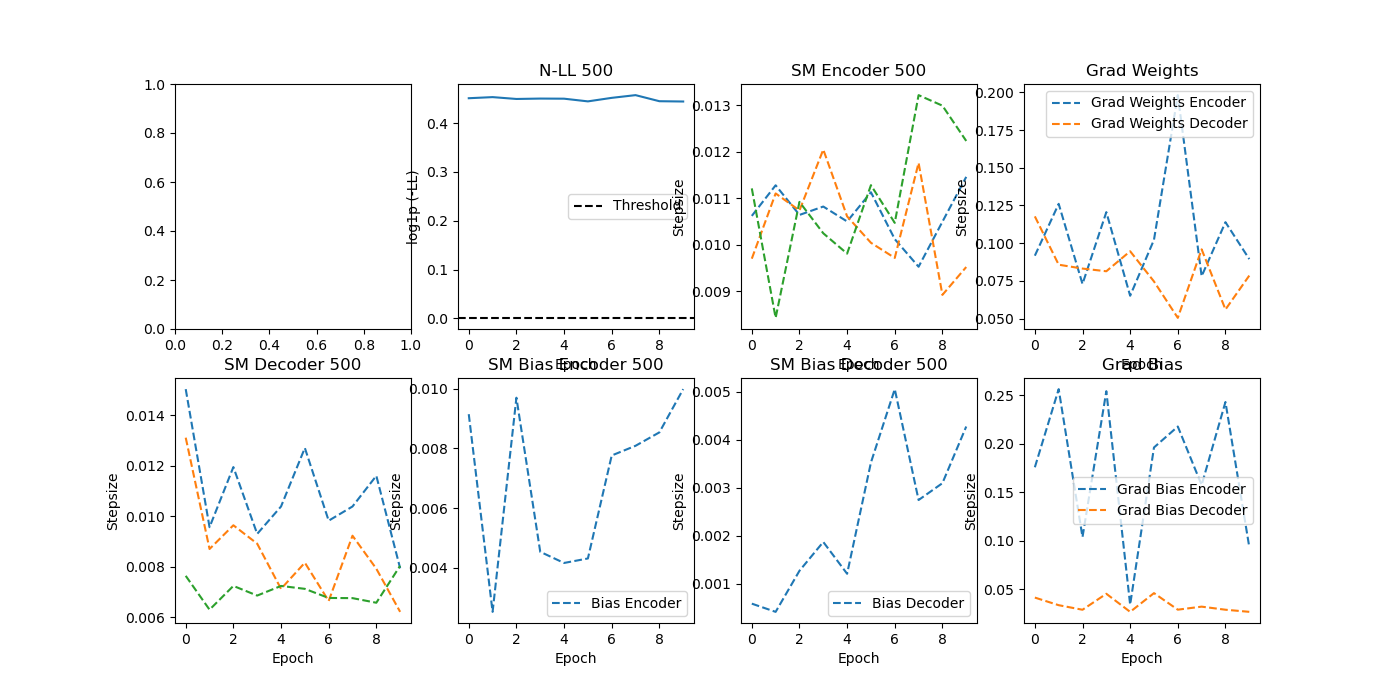 N-LL 500
SM Encoder 500
Grad Weights
1.0
0.8
0.6
0.4
0.2
0.0
0.0 0.2 0.4 0.6 0.8 1.0
log1p (-LL)
0.4
0.3
0.2
0.1
0.0
Threshold
0 2 4 6 8
Epoch
Stepsize
0.013
0.012
0.011
0.010
0.009
0 2 4 6 8
Epoch
Stepsize
0.200
0.175
0.150
0.125
0.100
0.075
0.050
Grad Weights Encoder
Grad Weights Decoder
0 2 4 6 8
Epoch
SM Decoder 500
SM Bias Encoder 500
SM Bias Decoder 500
Grad Bias
Stepsize
0.014
0.012
0.010
0.008
0.006
0 2 4 6 8
Epoch
Stepsize
0.010
0.008
0.006
0.004
Bias Encoder
0 2 4 6 8
Epoch
Stepsize
0.005
0.004
0.003
0.002
0.001
Bias Decoder
0 2 4 6 8
Epoch
Stepsize
0.25
0.20
0.15
0.10
0.05
Grad Bias Encoder
Grad Bias Decoder
0 2 4 6 8
Epoch